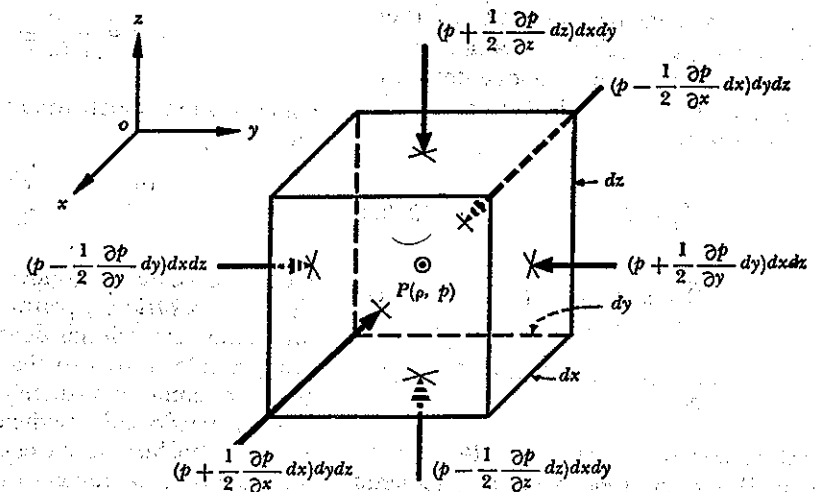 z
(p + 1/2 ∂p/∂z dz)dxdy
(p − 1/2 ∂p/∂x dx)dydz
o
y
x
dz
(p − 1/2 ∂p/∂y dy)dxdz
(p + 1/2 ∂p/∂y dy)dxdz
P(ρ, p)
dy
dx
(p + 1/2 ∂p/∂x dx)dydz
(p − 1/2 ∂p/∂z dz)dxdy